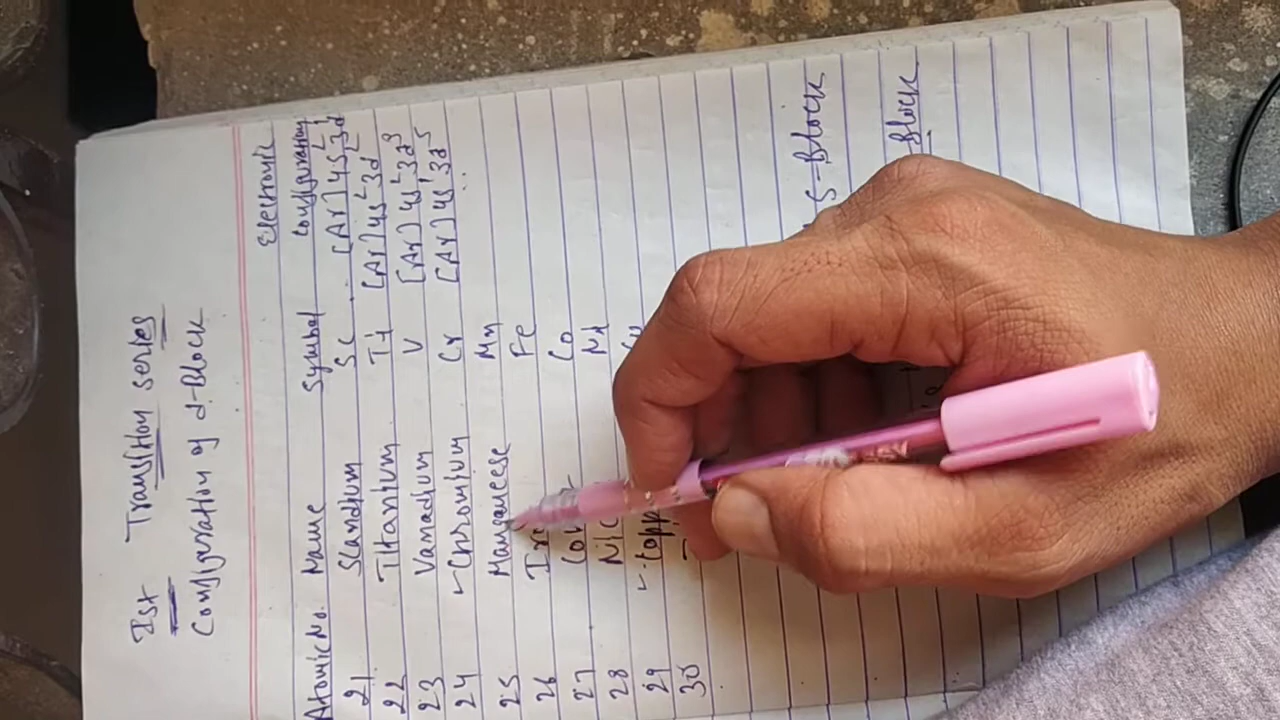 Ist Transition series
Configuration of d-Block
Electronic
Atomic No. Name Symbol Configuration
21 Scandium Sc [Ar] 4s² 3d¹
22 Titanium Ti [Ar] 4s² 3d²
23 Vanadium V [Ar] 4s² 3d³
24 Chromium Cr [Ar] 4s¹ 3d⁵
25 Manganeese Mn
26 Fe
27 Co
28 Ni
29 Copp
30
S-Block
Block